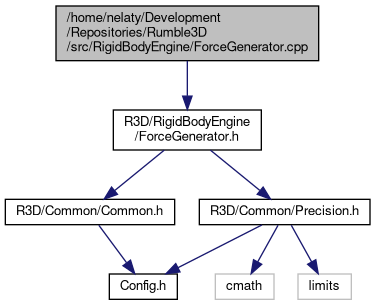 /home/nelaty/Development
/Repositories/Rumble3D
/src/RigidBodyEngine/ForceGenerator.cpp
R3D/RigidBodyEngine
/ForceGenerator.h
R3D/Common/Common.h
R3D/Common/Precision.h
Config.h
cmath
limits